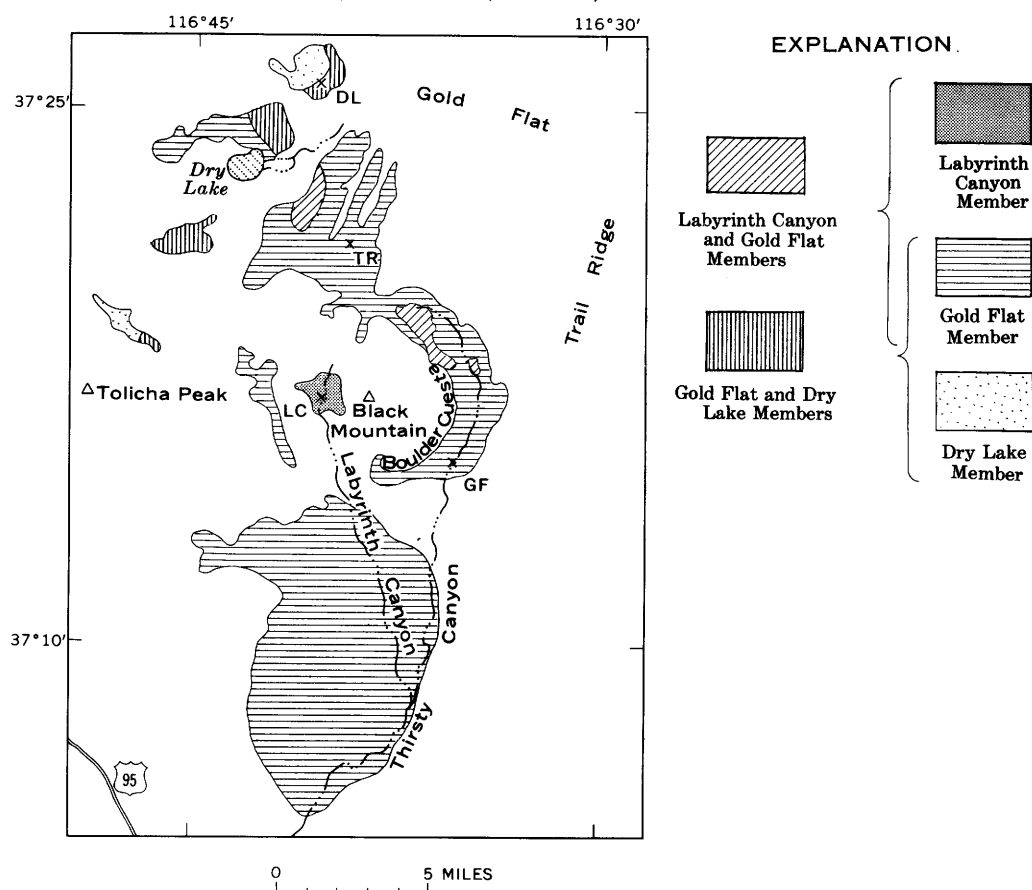 116°45′
116°30′
EXPLANATION.
37°25′
DL
Gold Flat
Dry
Lake
TR
Trail Ridge
Tolicha Peak
LC
Black
Mountain
Boulder Cuesta
GF
Labyrinth Canyon
Thirsty Canyon
37°10′
95
0 5 MILES
Labyrinth Canyon
and Gold Flat
Members
Gold Flat and Dry
Lake Members
Labyrinth
Canyon
Member
Gold Flat
Member
Dry Lake
Member